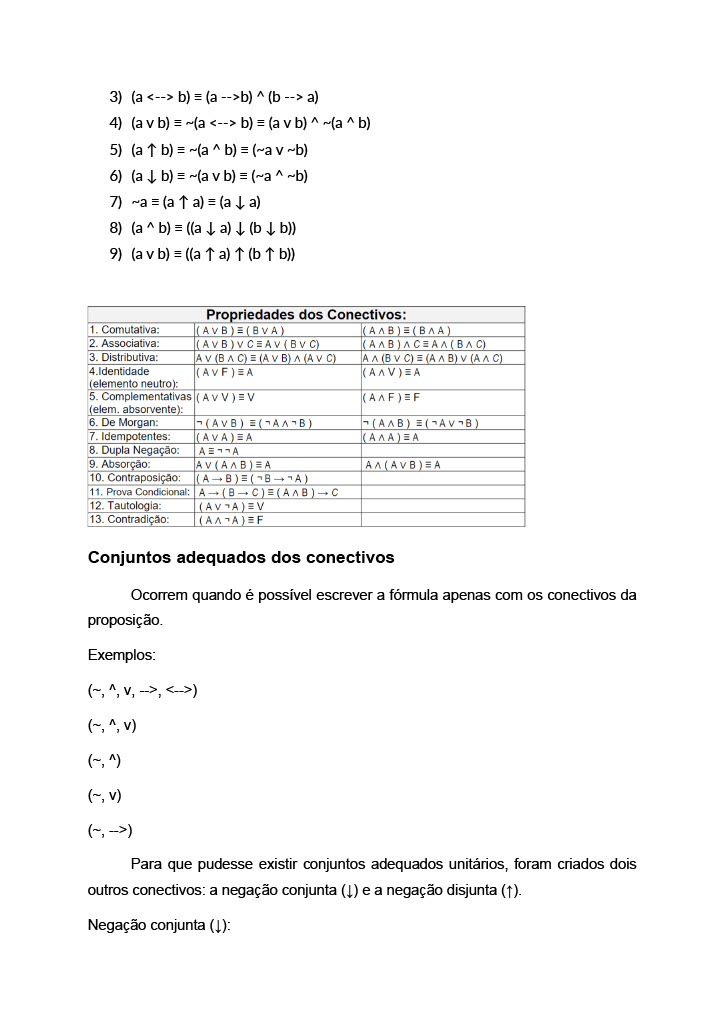 3) (a <--> b) ≡ (a -->b) ^ (b --> a)
4) (a v b) ≡ ~(a <--> b) ≡ (a v b) ^ ~(a ^ b)
5) (a ↑ b) ≡ ~(a ^ b) ≡ (~a v ~b)
6) (a ↓ b) ≡ ~(a v b) ≡ (~a ^ ~b)
7) ~a ≡ (a ↑ a) ≡ (a ↓ a)
8) (a ^ b) ≡ ((a ↓ a) ↓ (b ↓ b))
9) (a v b) ≡ ((a ↑ a) ↑ (b ↑ b))
Propriedades dos Conectivos:
1. Comutativa: ( A ∨ B ) ≡ ( B ∨ A ) ( A ∧ B ) ≡ ( B ∧ A )
2. Associativa: ( A ∨ B ) ∨ C ≡ A ∨ ( B ∨ C) ( A ∧ B ) ∧ C ≡ A ∧ ( B ∧ C)
3. Distributiva: A ∨ (B ∧ C) ≡ (A ∨ B) ∧ (A ∨ C) A ∧ (B ∨ C) ≡ (A ∧ B) ∨ (A ∧ C)
4.Identidade ( A ∨ F ) ≡ A ( A ∧ V ) ≡ A
(elemento neutro):
5. Complementativas ( A ∨ V ) ≡ V ( A ∧ F ) ≡ F
(elem. absorvente):
6. De Morgan: ¬ ( A ∨ B ) ≡ ( ¬ A ∧ ¬ B ) ¬ ( A ∧ B ) ≡ ( ¬ A ∨ ¬ B )
7. Idempotentes: ( A ∨ A ) ≡ A ( A ∧ A ) ≡ A
8. Dupla Negação: A ≡ ¬ ¬ A
9. Absorção: A ∨ ( A ∧ B ) ≡ A A ∧ ( A ∨ B ) ≡ A
10. Contraposição: ( A → B ) ≡ ( ¬ B → ¬ A )
11. Prova Condicional: A → ( B → C ) ≡ ( A ∧ B ) → C
12. Tautologia: ( A ∨ ¬ A ) ≡ V
13. Contradição: ( A ∧ ¬ A ) ≡ F
Conjuntos adequados dos conectivos
Ocorrem quando é possível escrever a fórmula apenas com os conectivos da
proposição.
Exemplos:
(~, ^, v, -->, <-->)
(~, ^, v)
(~, ^)
(~, v)
(~, -->)
Para que pudesse existir conjuntos adequados unitários, foram criados dois
outros conectivos: a negação conjunta (↓) e a negação disjunta (↑).
Negação conjunta (↓):